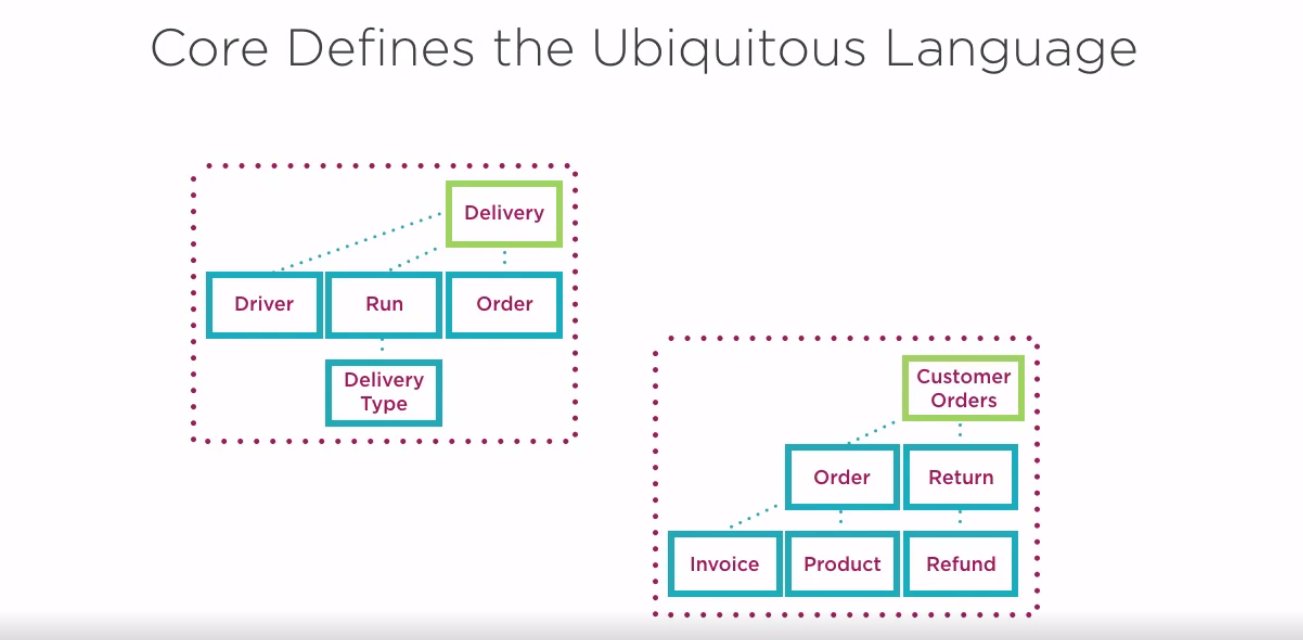 Core Defines the Ubiquitous Language
Delivery
Driver
Run
Order
Delivery
Type
Customer
Orders
Order
Return
Invoice
Product
Refund